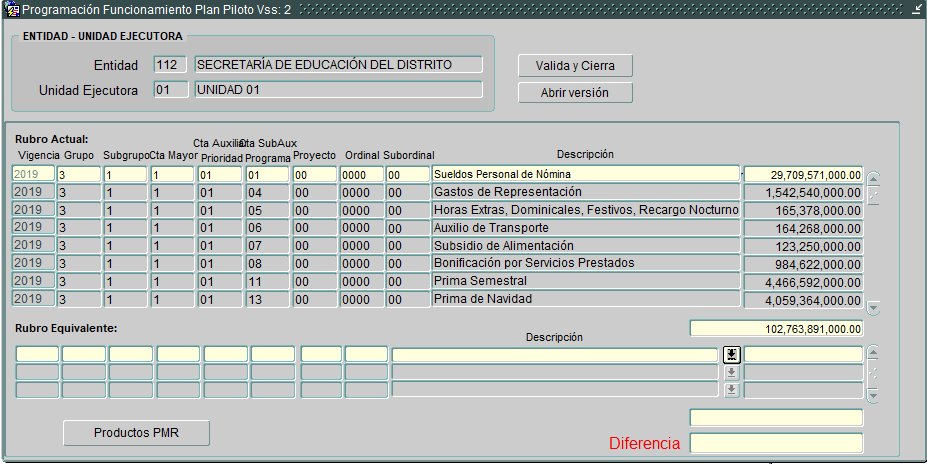 Programación Funcionamiento Plan Piloto Vss: 2
ENTIDAD - UNIDAD EJECUTORA
Entidad 112 SECRETARÍA DE EDUCACIÓN DEL DISTRITO
Unidad Ejecutora 01 UNIDAD 01
Valida y Cierra
Abrir versión
Rubro Actual:
Vigencia Grupo Subgrupo Cta Mayor Cta Auxiliar Prioridad Cta SubAux Programa Proyecto Ordinal Subordinal Descripción
2019 3 1 1 01 01 00 0000 00 Sueldos Personal de Nómina 29,709,571,000.00
2019 3 1 1 01 04 00 0000 00 Gastos de Representación 1,542,540,000.00
2019 3 1 1 01 05 00 0000 00 Horas Extras, Dominicales, Festivos, Recargo Nocturno 165,378,000.00
2019 3 1 1 01 06 00 0000 00 Auxilio de Transporte 164,268,000.00
2019 3 1 1 01 07 00 0000 00 Subsidio de Alimentación 123,250,000.00
2019 3 1 1 01 08 00 0000 00 Bonificación por Servicios Prestados 984,622,000.00
2019 3 1 1 01 11 00 0000 00 Prima Semestral 4,466,592,000.00
2019 3 1 1 01 13 00 0000 00 Prima de Navidad 4,059,364,000.00
Rubro Equivalente: 102,763,891,000.00
Descripción
Productos PMR
Diferencia